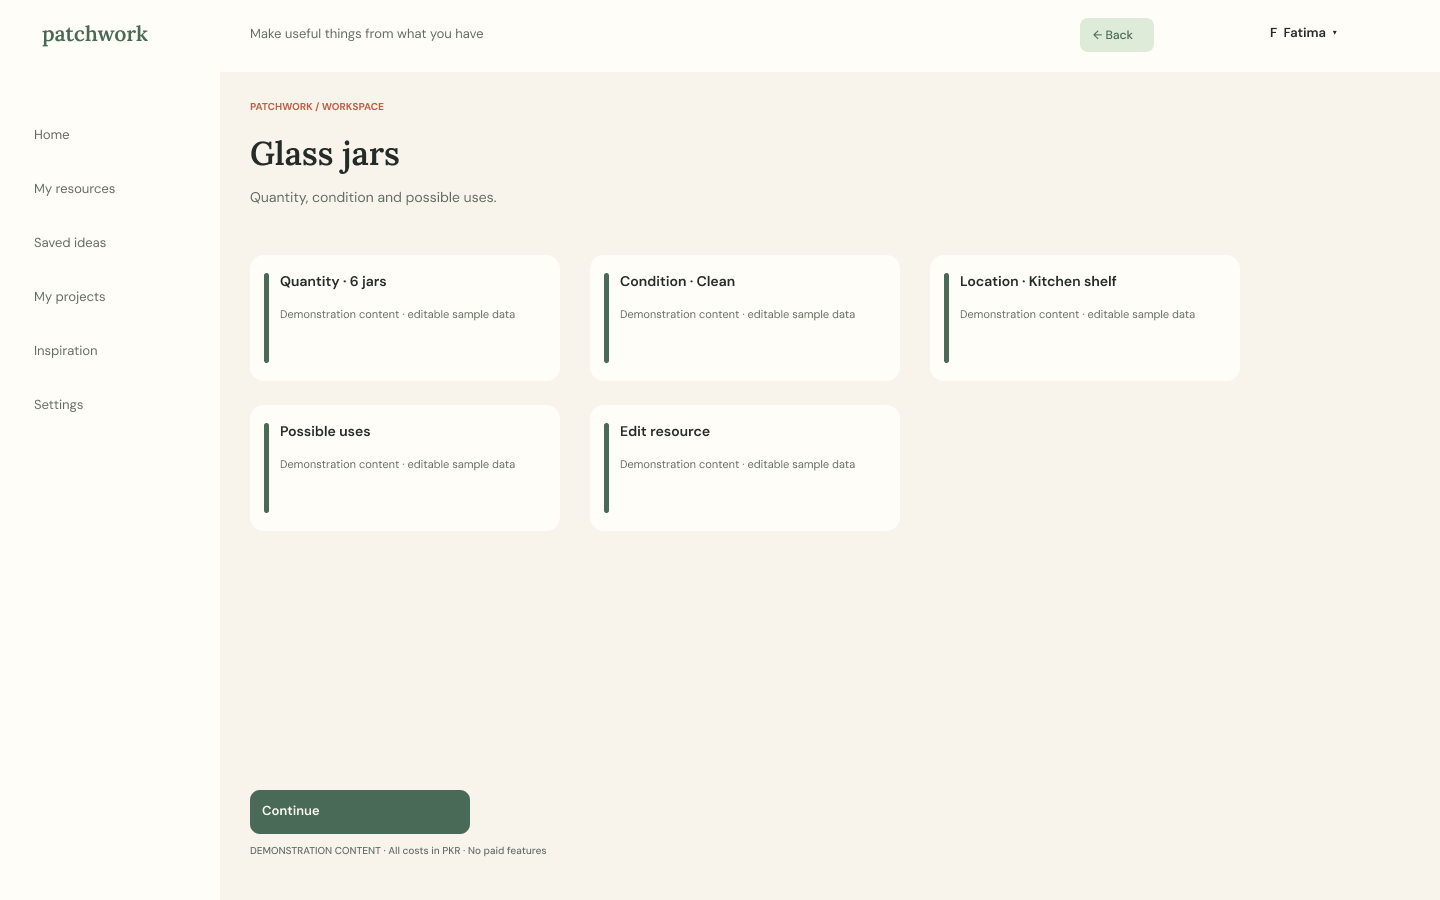 patchwork
Make useful things from what you have
← Back
F Fatima ▾
Home
My resources
Saved ideas
My projects
Inspiration
Settings
PATCHWORK / WORKSPACE
Glass jars
Quantity, condition and possible uses.
Quantity · 6 jars
Demonstration content · editable sample data
Condition · Clean
Demonstration content · editable sample data
Location · Kitchen shelf
Demonstration content · editable sample data
Possible uses
Demonstration content · editable sample data
Edit resource
Demonstration content · editable sample data
Continue
DEMONSTRATION CONTENT · All costs in PKR · No paid features